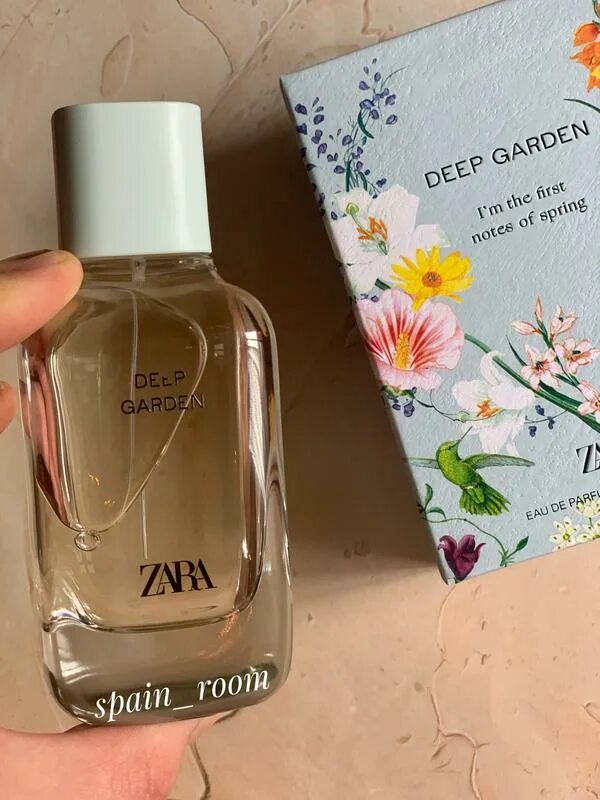 DEEP
GARDEN
ZARA
spain_room
DEEP GARDEN
I'm the first
notes of spring
ZA
EAU DE PARFU